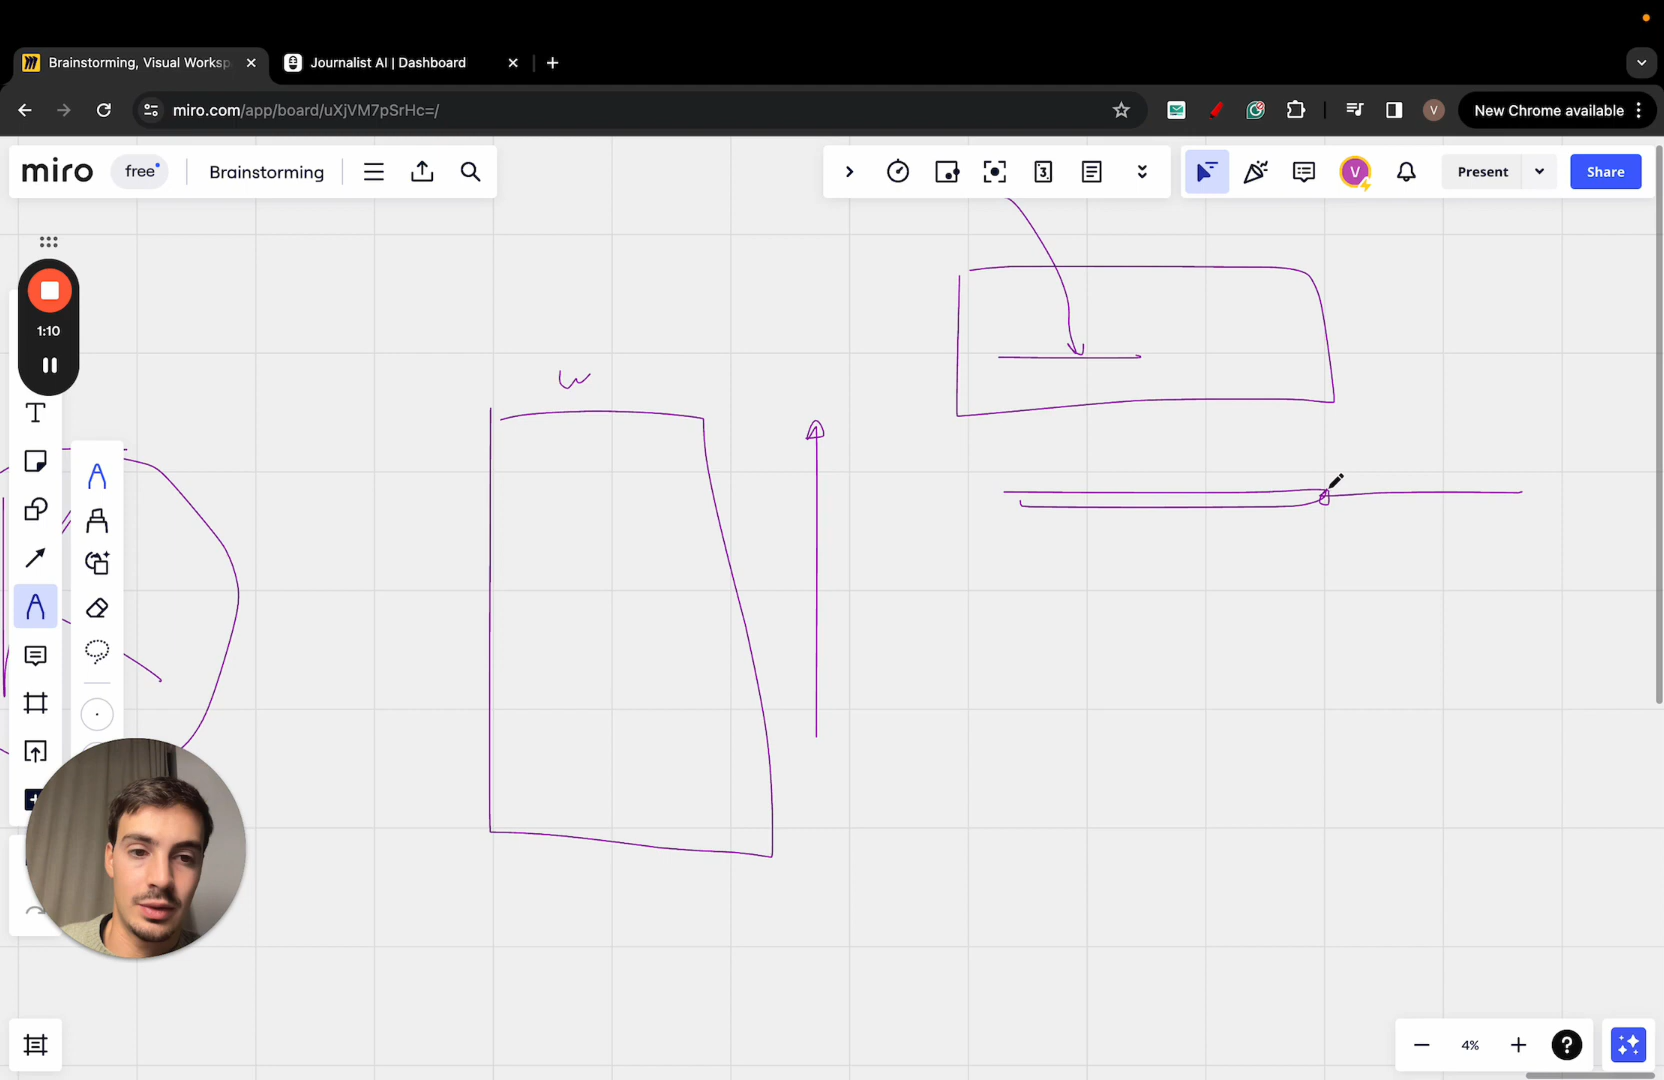 Brainstorming, Visual Worksp
Journalist AI | Dashboard
miro.com/app/board/uXjVM7pSrHc=/
V
New Chrome available
miro
free
Brainstorming
3
V
Present
Share
1:10
W
T
4%
?